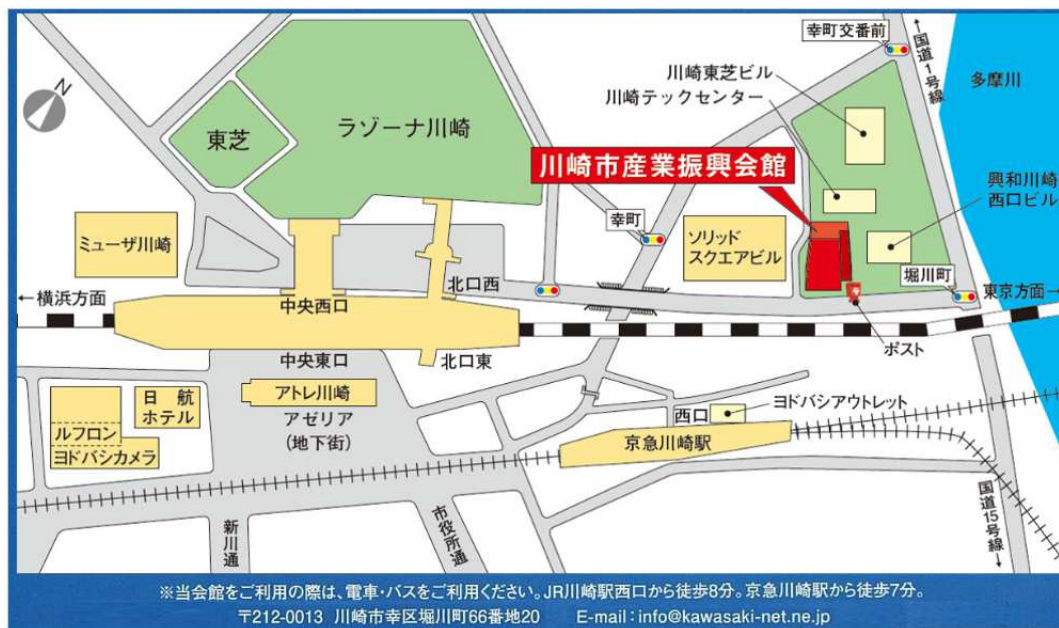 幸町交番前
←国道1号線
川崎東芝ビル
多摩川
川崎テックセンター
N
ラゾーナ川崎
東芝
川崎市産業振興会館
興和川崎
西口ビル
幸町
ミューザ川崎
ソリッド
スクエアビル
北口西
堀川町
←横浜方面
中央西口
東京方面→
ポスト
中央東口
北口東
アトレ川崎
日航
ホテル
アゼリア
(地下街)
西口
ヨドバシアウトレット
ルフロン
ヨドバシカメラ
京急川崎駅
新川通
市役所通
国道15号線→
※当会館をご利用の際は、電車・バスをご利用ください。JR川崎駅西口から徒歩8分。京急川崎駅から徒歩7分。
〒212-0013 川崎市幸区堀川町66番地20 E-mail:info@kawasaki-net.ne.jp